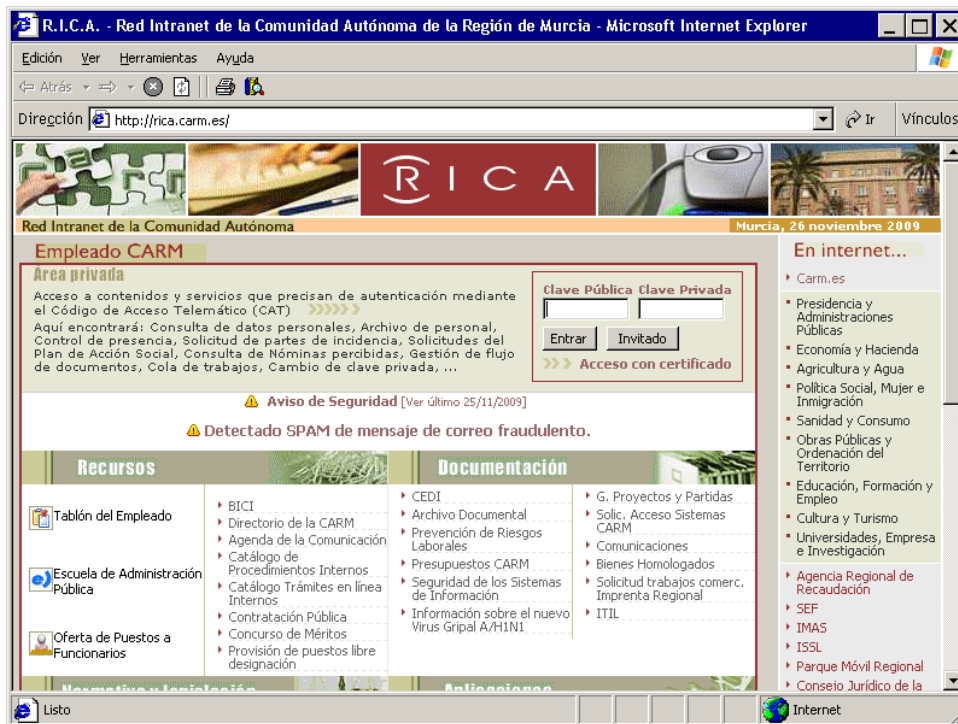 R.I.C.A. - Red Intranet de la Comunidad Autónoma de la Región de Murcia - Microsoft Internet Explorer
Edición Ver Herramientas Ayuda
Atrás
Dirección http://rica.carm.es/ Ir Vínculos
RICA
Red Intranet de la Comunidad Autónoma
Murcia, 26 noviembre 2009
Empleado CARM
Área privada
Acceso a contenidos y servicios que precisan de autenticación mediante
el Código de Acceso Telemático (CAT)
Aquí encontrará: Consulta de datos personales, Archivo de personal,
Control de presencia, Solicitud de partes de incidencia, Solicitudes del
Plan de Acción Social, Consulta de Nóminas percibidas, Gestión de flujo
de documentos, Cola de trabajos, Cambio de clave privada, ...
Clave Pública Clave Privada
Entrar Invitado
Acceso con certificado
Aviso de Seguridad [Ver último 25/11/2009]
Detectado SPAM de mensaje de correo fraudulento.
Recursos
Tablón del Empleado
Escuela de Administración
Pública
Oferta de Puestos a
Funcionarios
BICI
Directorio de la CARM
Agenda de la Comunicación
Catálogo de
Procedimientos Internos
Catálogo Trámites en línea
Internos
Contratación Pública
Concurso de Méritos
Provisión de puestos libre
designación
Documentación
CEDI
Archivo Documental
Prevención de Riesgos
Laborales
Presupuestos CARM
Seguridad de los Sistemas
de Información
Información sobre el nuevo
Virus Gripal A/H1N1
G. Proyectos y Partidas
Solic. Acceso Sistemas
CARM
Comunicaciones
Bienes Homologados
Solicitud trabajos comerc.
Imprenta Regional
ITIL
Normativa y legislación
Aplicaciones
En internet...
Carm.es
Presidencia y
Administraciones
Públicas
Economía y Hacienda
Agricultura y Agua
Política Social, Mujer e
Inmigración
Sanidad y Consumo
Obras Públicas y
Ordenación del
Territorio
Educación, Formación y
Empleo
Cultura y Turismo
Universidades, Empresa
e Investigación
Agencia Regional de
Recaudación
SEF
IMAS
ISSL
Parque Móvil Regional
Consejo Jurídico de la
Listo
Internet